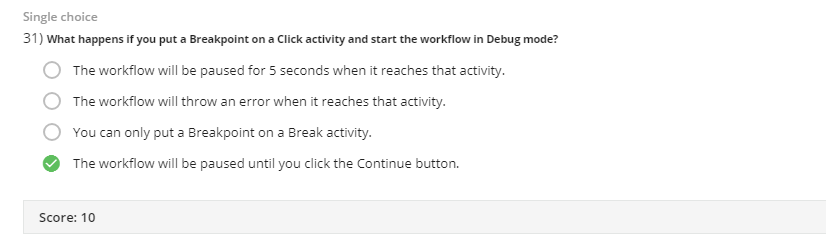 Single choice
31) What happens if you put a Breakpoint on a Click activity and start the workflow in Debug mode?
The workflow will be paused for 5 seconds when it reaches that activity.
The workflow will throw an error when it reaches that activity.
You can only put a Breakpoint on a Break activity.
The workflow will be paused until you click the Continue button.
Score: 10